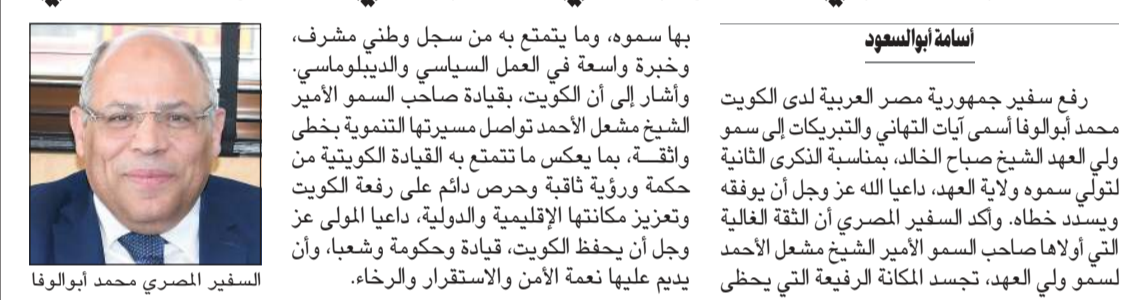 أسامة أبوالسعود
رفع سفير جمهورية مصر العربية لدى الكويت
محمد أبوالوفا أسمى آيات التهاني والتبريكات إلى سمو
ولي العهد الشيخ صباح الخالد، بمناسبة الذكرى الثانية
لتولي سموه ولاية العهد، داعيا الله عز وجل أن يوفقه
ويسدد خطاه. وأكد السفير المصري أن الثقة الغالية
التي أولاها صاحب السمو الأمير الشيخ مشعل الأحمد
لسمو ولي العهد، تجسد المكانة الرفيعة التي يحظى
بها سموه، وما يتمتع به من سجل وطني مشرف،
وخبرة واسعة في العمل السياسي والديبلوماسي.
وأشار إلى أن الكويت، بقيادة صاحب السمو الأمير
الشيخ مشعل الأحمد تواصل مسيرتها التنموية بخطى
واثقـــة، بما يعكس ما تتمتع به القيادة الكويتية من
حكمة ورؤية ثاقبة وحرص دائم على رفعة الكويت
وتعزيز مكانتها الإقليمية والدولية، داعيا المولى عز
وجل أن يحفظ الكويت، قيادة وحكومة وشعبا، وأن
يديم عليها نعمة الأمن والاستقرار والرخاء.
السفير المصري محمد أبوالوفا